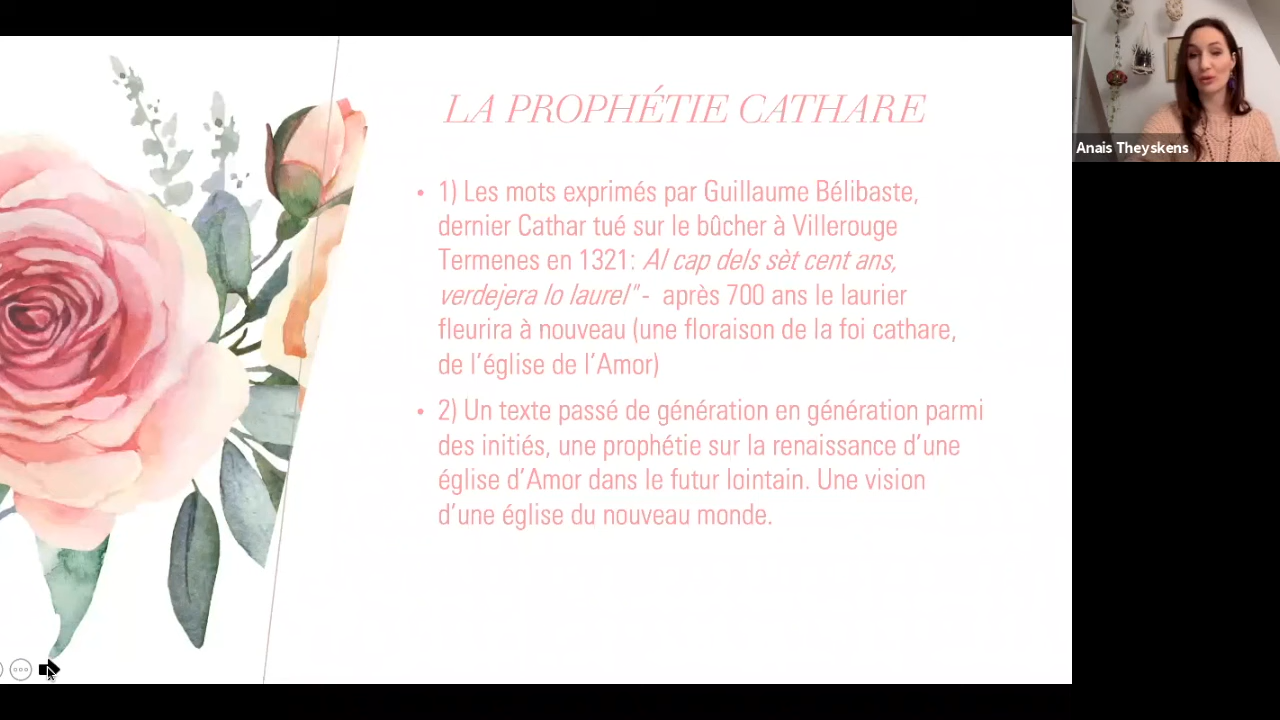 LA PROPHÉTIE CATHARE
• 1) Les mots exprimés par Guillaume Bélibaste,
dernier Cathar tué sur le bûcher à Villerouge
Termenes en 1321: Al cap dels sèt cent ans,
verdejera lo laurel"- après 700 ans le laurier
fleurira à nouveau (une floraison de la foi cathare,
de l'église de l'Amor)
• 2) Un texte passé de génération en génération parmi
des initiés, une prophétie sur la renaissance d'une
église d'Amor dans le futur lointain. Une vision
d'une église du nouveau monde.
Anais Theyskens